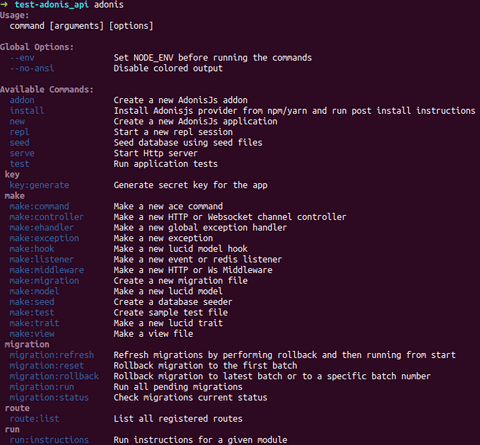 ➜ test-adonis_api adonis
Usage:
command [arguments] [options]
Global Options:
--env Set NODE_ENV before running the commands
--no-ansi Disable colored output
Available Commands:
addon Create a new AdonisJs addon
install Install Adonisjs provider from npm/yarn and run post install instructions
new Create a new AdonisJs application
repl Start a new repl session
seed Seed database using seed files
serve Start Http server
test Run application tests
key
key:generate Generate secret key for the app
make
make:command Make a new ace command
make:controller Make a new HTTP or Websocket channel controller
make:ehandler Make a new global exception handler
make:exception Make a new exception
make:hook Make a new lucid model hook
make:listener Make a new event or redis listener
make:middleware Make a new HTTP or Ws Middleware
make:migration Create a new migration file
make:model Make a new lucid model
make:seed Create a database seeder
make:test Create sample test file
make:trait Make a new lucid trait
make:view Make a view file
migration
migration:refresh Refresh migrations by performing rollback and then running from start
migration:reset Rollback migration to the first batch
migration:rollback Rollback migration to latest batch or to a specific batch number
migration:run Run all pending migrations
migration:status Check migrations current status
route
route:list List all registered routes
run
run:instructions Run instructions for a given module